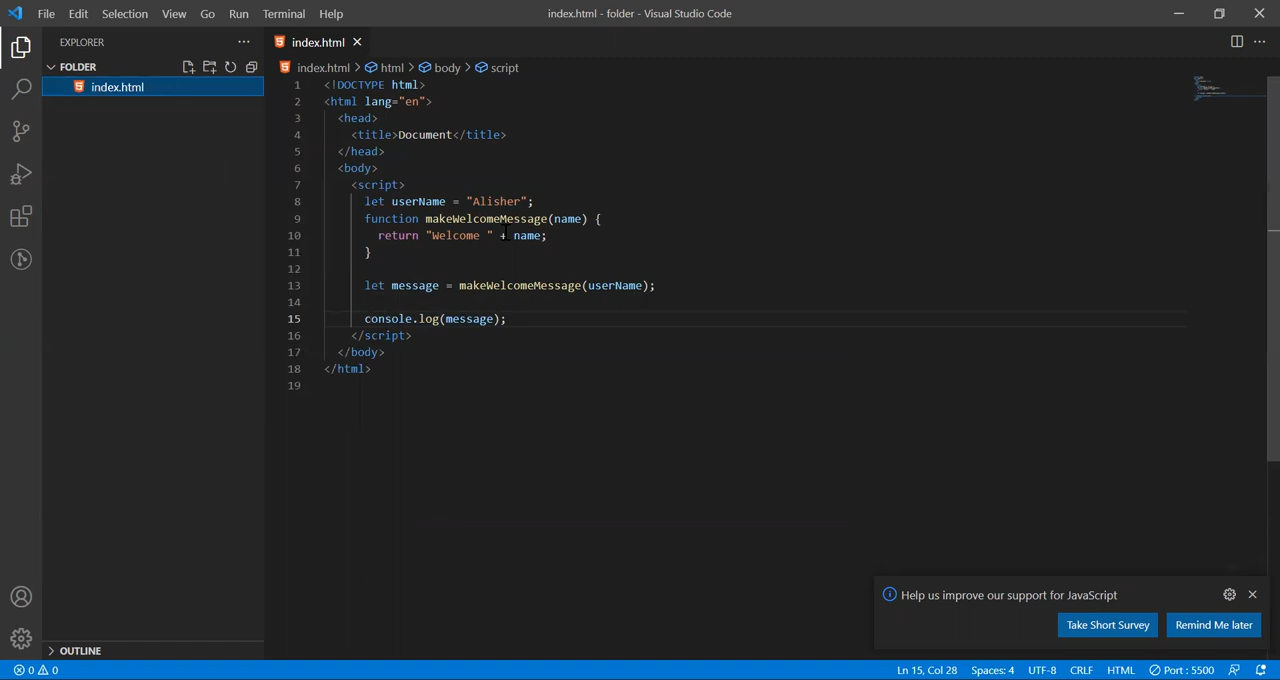 File Edit Selection View Go Run Terminal Help
index.html - folder - Visual Studio Code
EXPLORER
index.html
FOLDER
index.html > html > body > script
index.html
1 <!DOCTYPE html>
2 <html lang="en">
3 <head>
4 <title>Document</title>
5 </head>
6 <body>
7 <script>
8 let userName = "Alisher";
9 function makeWelcomeMessage(name) {
10 return "Welcome " + name;
11 }
12
13 let message = makeWelcomeMessage(userName);
14
15 console.log(message);
16 </script>
17 </body>
18 </html>
19
Help us improve our support for JavaScript
Take Short Survey Remind Me later
OUTLINE
0 0 Ln 15, Col 28 Spaces: 4 UTF-8 CRLF HTML Port : 5500